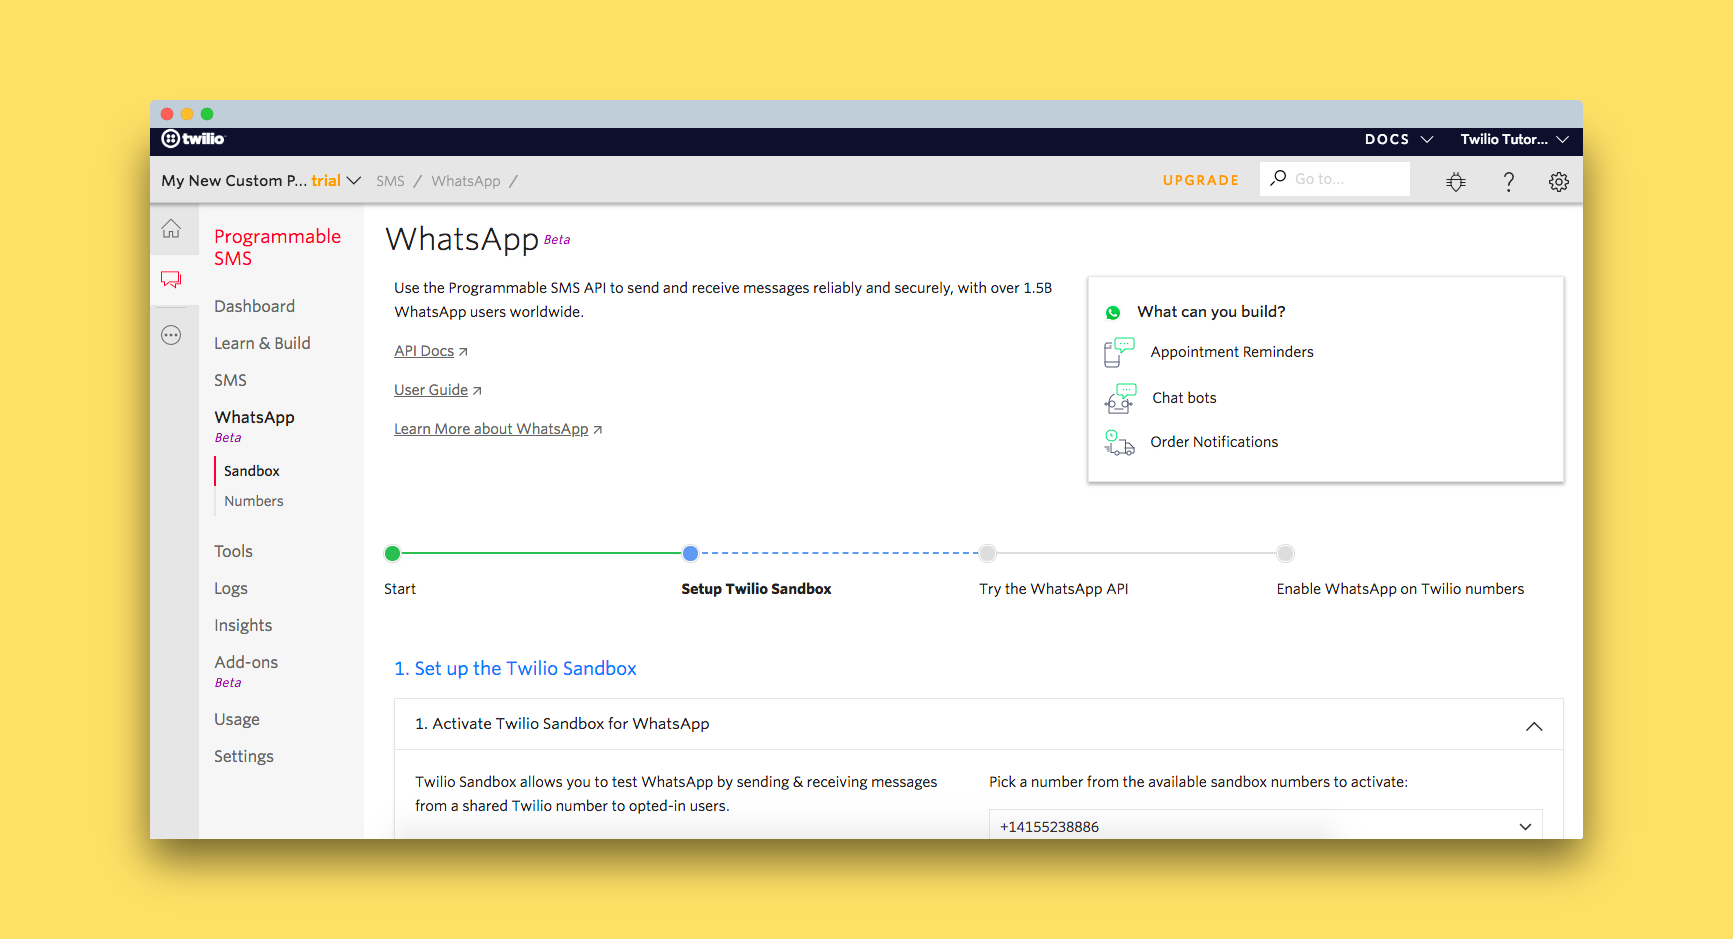 twilio
DOCS
Twilio Tutor...
My New Custom P... trial
SMS / WhatsApp /
UPGRADE
Go to...
Programmable
SMS
Dashboard
Learn & Build
SMS
WhatsApp
Beta
Sandbox
Numbers
Tools
Logs
Insights
Add-ons
Beta
Usage
Settings
WhatsApp Beta
Use the Programmable SMS API to send and receive messages reliably and securely, with over 1.5B
WhatsApp users worldwide.
API Docs
User Guide
Learn More about WhatsApp
What can you build?
Appointment Reminders
Chat bots
Order Notifications
Start
Setup Twilio Sandbox
Try the WhatsApp API
Enable WhatsApp on Twilio numbers
1. Set up the Twilio Sandbox
1. Activate Twilio Sandbox for WhatsApp
Twilio Sandbox allows you to test WhatsApp by sending & receiving messages
from a shared Twilio number to opted-in users.
Pick a number from the available sandbox numbers to activate:
+14155238886